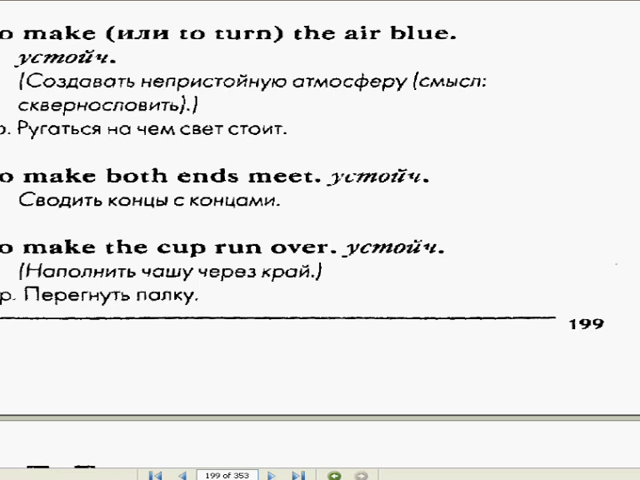 o make (или to turn) the air blue.
устойч.
(Создавать непристойную атмосферу (смысл:
сквернословить).)
р. Ругаться на чем свет стоит.
o make both ends meet. устойч.
Сводить концы с концами.
o make the cup run over. устойч.
(Наполнить чашу через край.)
р. Перегнуть палку.
199
199 of 353